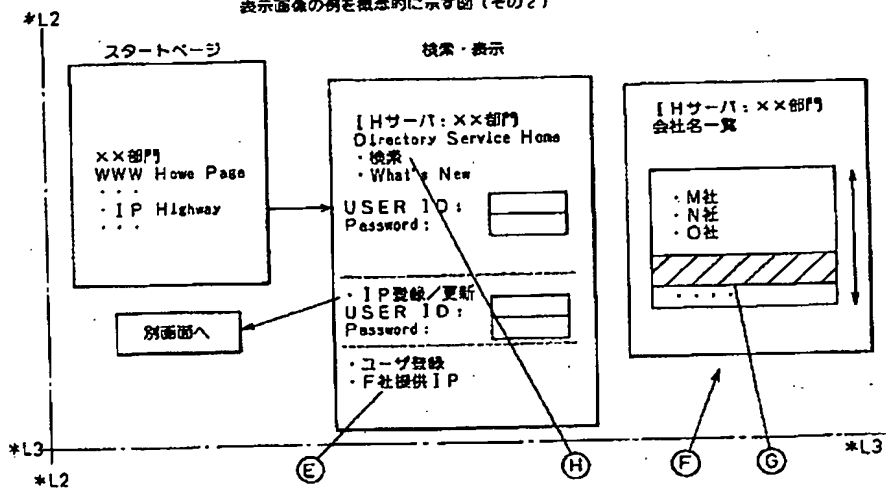 表示画像の例を概念的に示す図（その2）
*L2
スタートページ
検索・表示
××部門
WWW Home Page
・・・
・IP Highway
・・・
IHサーバ：××部門
Directory Service Home
・検索
・What's New
USER ID：
Password：
・IP登録／更新
USER ID：
Password：
・ユーザ登録
・F社提供IP
別画面へ
IHサーバ：××部門
会社名一覧
・M社
・N社
・O社
・・・・
*L3
*L2
E
H
F
G
*L3